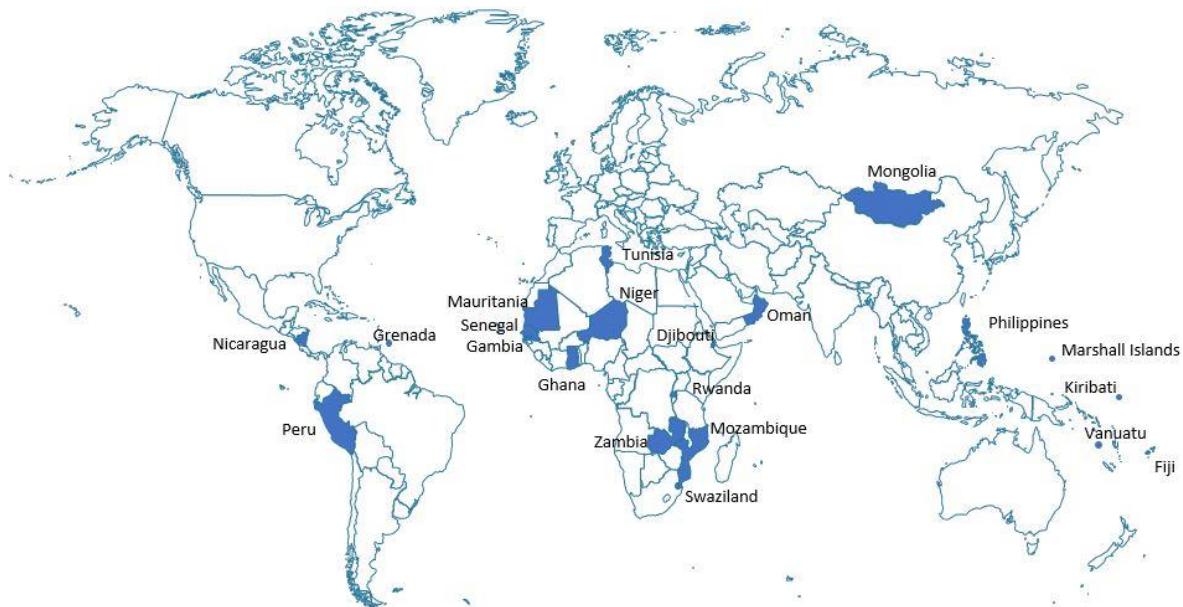 Mongolia
Tunisia
Niger
Mauritania
Senegal
Gambia
Oman
Djibouti
Philippines
Nicaragua
Grenada
Marshall Islands
Ghana
Rwanda
Kiribati
Peru
Zambia
Mozambique
Vanuatu
Fiji
Swaziland